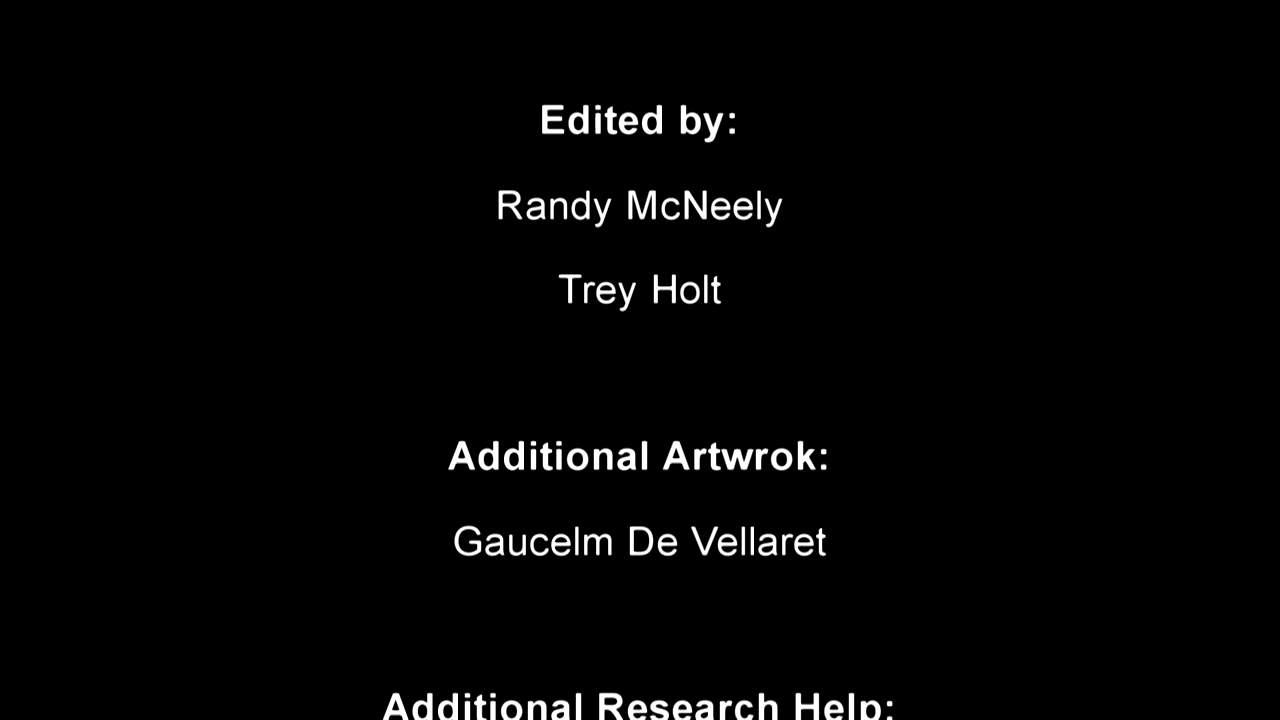 Edited by:
Randy McNeely
Trey Holt
Additional Artwrok:
Gaucelm De Vellaret
Additional Research Help: